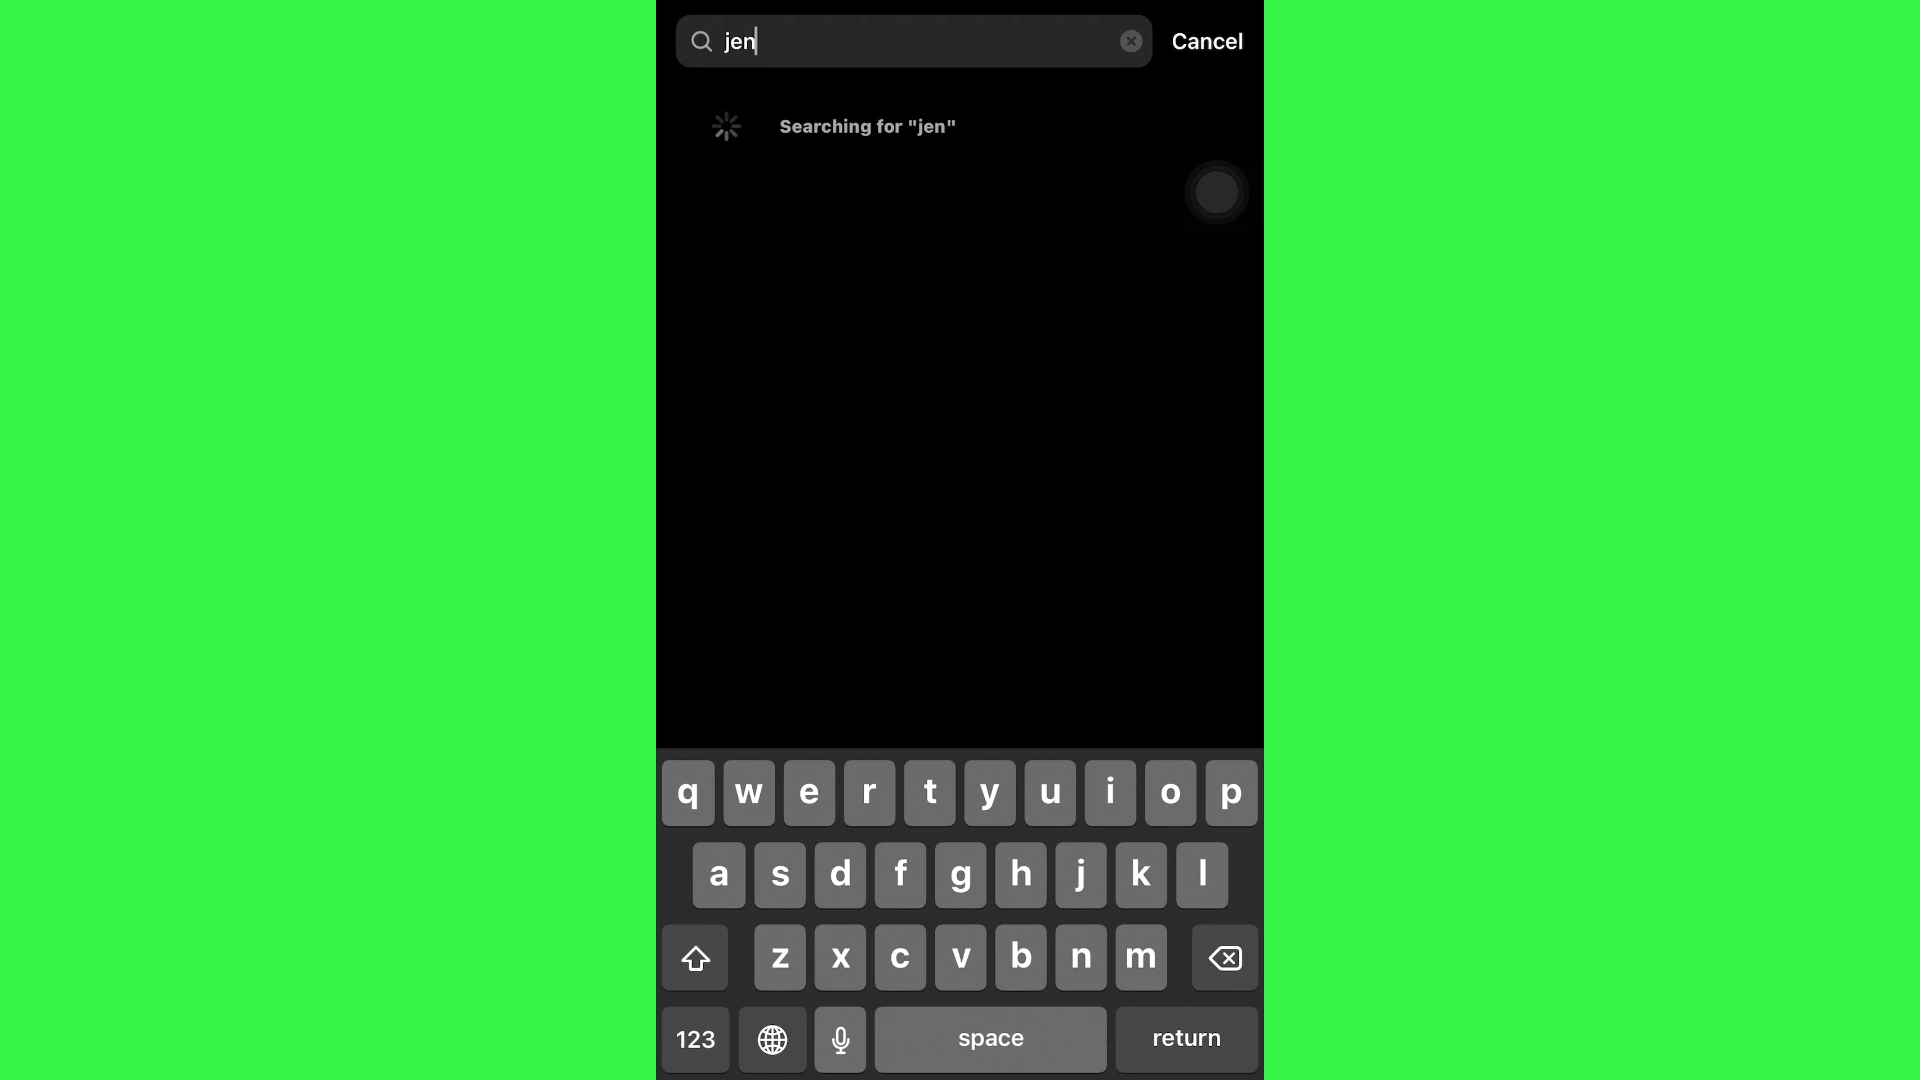 jen
Cancel
Searching for "jen"
q w e r t y u i o p
a s d f g h j k l
z x c v b n m
123
space
return